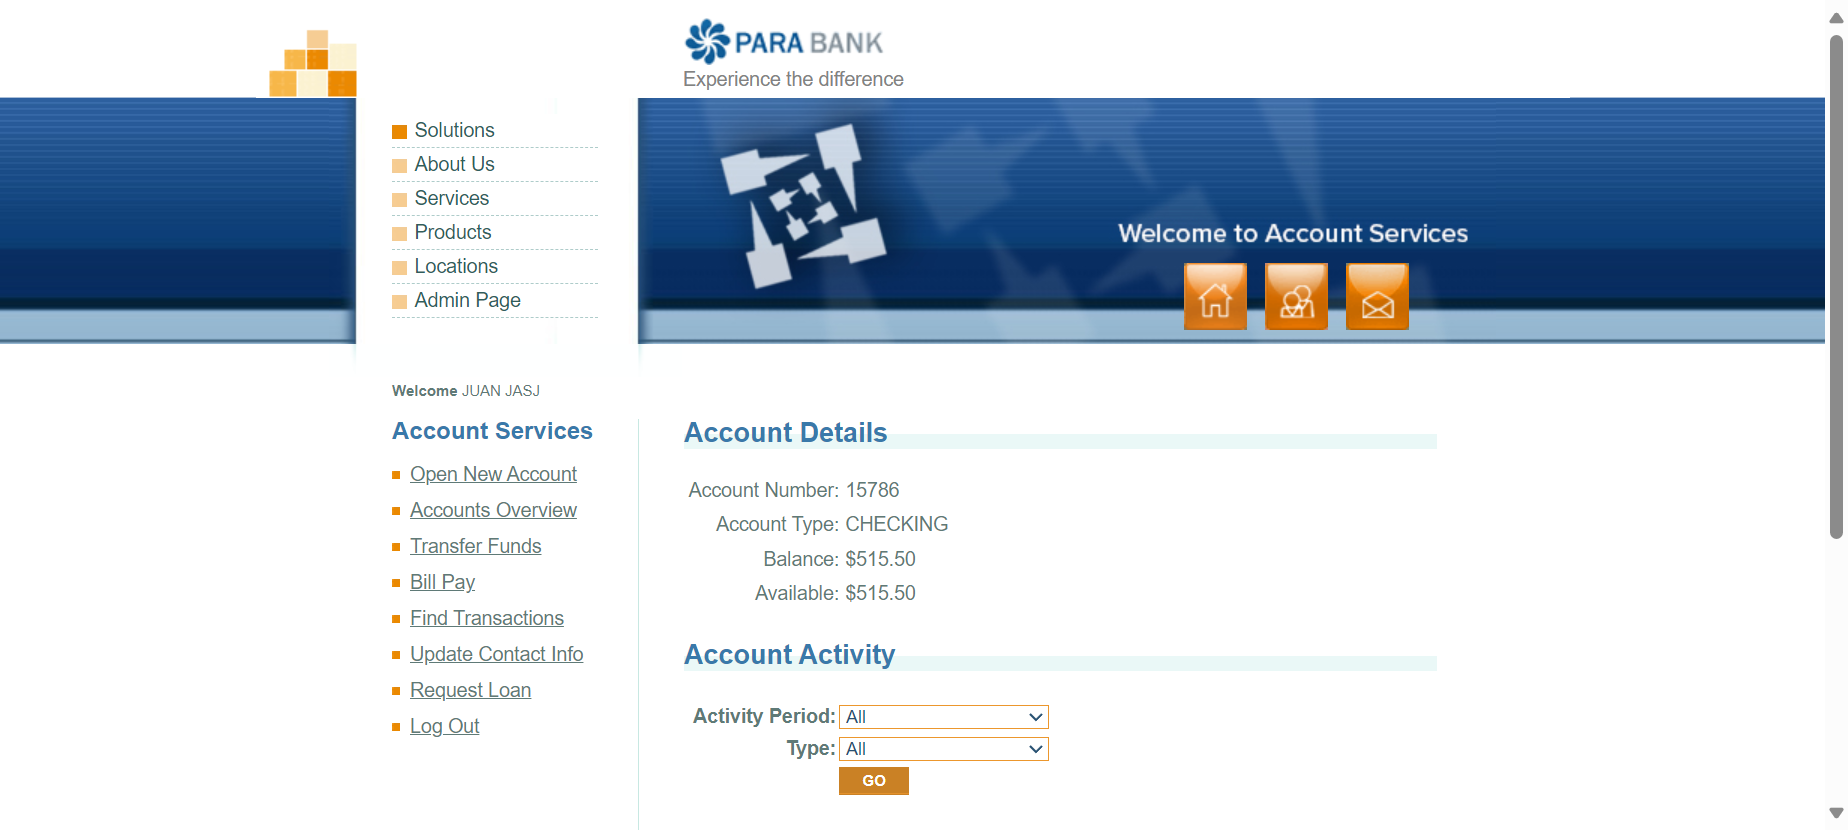 PARA BANK
Experience the difference
Solutions
About Us
Services
Products
Locations
Admin Page
Welcome to Account Services
Welcome JUAN JASJ
Account Services
Open New Account
Accounts Overview
Transfer Funds
Bill Pay
Find Transactions
Update Contact Info
Request Loan
Log Out
Account Details
Account Number: 15786
Account Type: CHECKING
Balance: $515.50
Available: $515.50
Account Activity
Activity Period: All
Type: All
GO